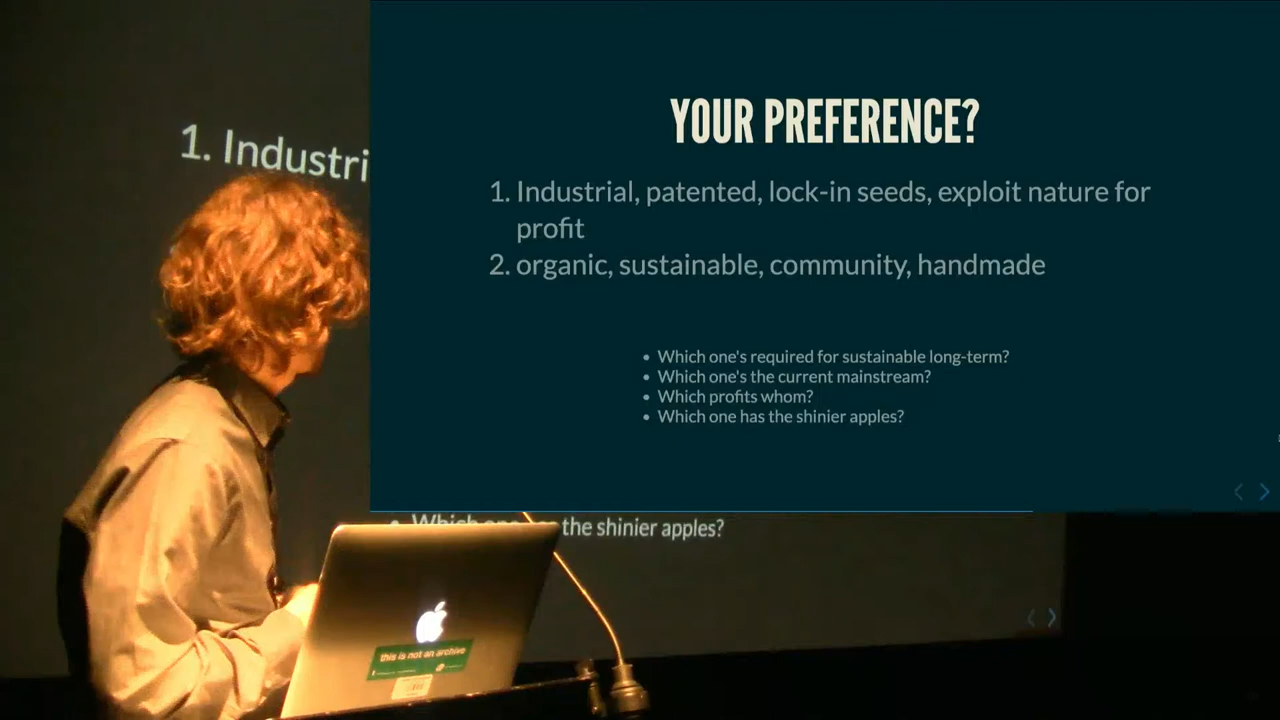 YOUR PREFERENCE?
1. Industrial, patented, lock-in seeds, exploit nature for
profit
2. organic, sustainable, community, handmade
• Which one's required for sustainable long-term?
• Which one's the current mainstream?
• Which profits whom?
• Which one has the shinier apples?
1. Industri
• Which one the shinier apples?
this is not an archive